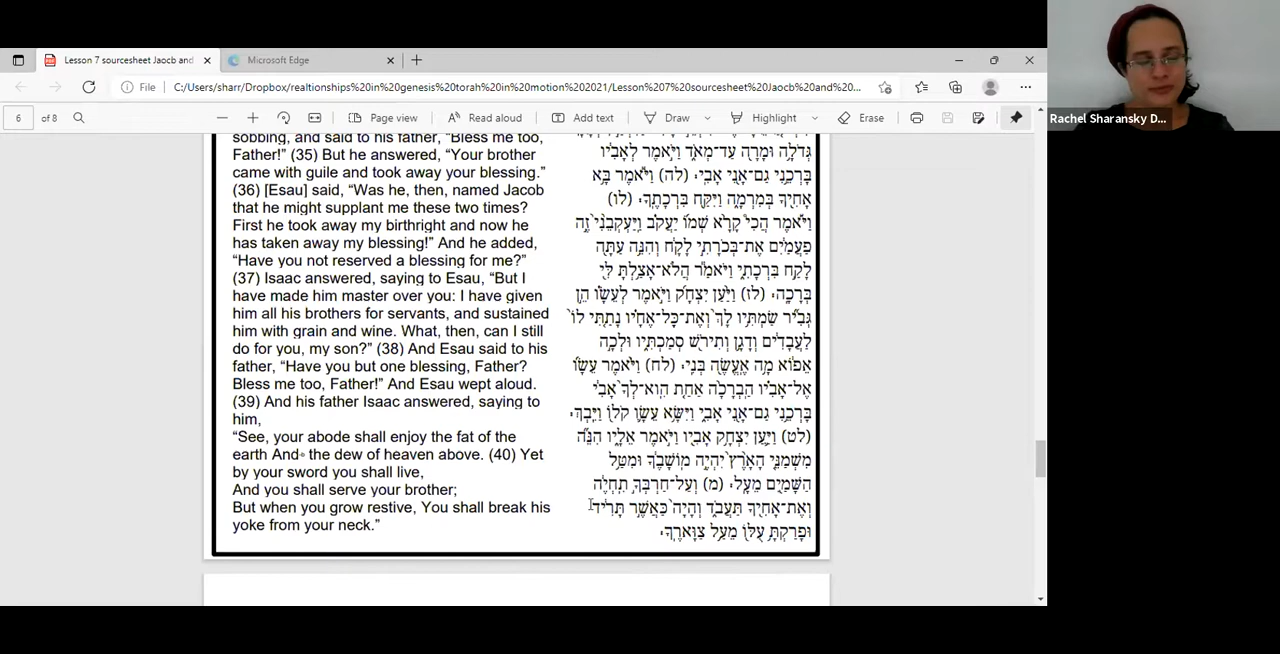 Lesson 7 sourcesheet Jaocb and
Microsoft Edge
File
C:/Users/sharr/Dropbox/realtionships%20in%20genesis%20torah%20in%20motion%202021/Lesson%207%20sourcesheet%20Jaocb%20and%20...
6 of 8
Page view
Read aloud
Add text
Draw
Highlight
Erase
Rachel Sharansky D...
sobbing, and said to his father, “Bless me too,
Father!” (35) But he answered, “Your brother
came with guile and took away your blessing.”
(36) [Esau] said, “Was he, then, named Jacob
that he might supplant me these two times?
First he took away my birthright and now he
has taken away my blessing!” And he added,
“Have you not reserved a blessing for me?”
(37) Isaac answered, saying to Esau, “But I
have made him master over you: I have given
him all his brothers for servants, and sustained
him with grain and wine. What, then, can I still
do for you, my son?” (38) And Esau said to his
father, “Have you but one blessing, Father?
Bless me too, Father!” And Esau wept aloud.
(39) And his father Isaac answered, saying to
him,
“See, your abode shall enjoy the fat of the
earth And the dew of heaven above. (40) Yet
by your sword you shall live,
And you shall serve your brother;
But when you grow restive, You shall break his
yoke from your neck.”
גְּדֹלָ֥ה וּמָרָ֖ה עַד־מְאֹ֑ד וַיֹּ֣אמֶר לְאָבִ֔יו
בָּרְכֵ֥נִי גַם־אָ֖נִי אָבִֽי׃ (לה) וַיֹּ֕אמֶר בָּ֥א
אָחִ֖יךָ בְּמִרְמָ֑ה וַיִּקַּ֖ח בִּרְכָתֶֽךָ׃ (לו)
וַיֹּ֡אמֶר הֲכִי֩ קָרָ֨א שְׁמ֜וֹ יַעֲקֹ֗ב וַֽיַּעְקְבֵ֙נִי֙ זֶ֣ה
פַעֲמַ֔יִם אֶת־בְּכֹרָתִ֣י לָקָ֔ח וְהִנֵּ֥ה עַתָּ֖ה
לָקַ֣ח בִּרְכָתִ֑י וַיֹּאמַ֕ר הֲלֹא־אָצַ֥לְתָּ לִּ֖י
בְּרָכָֽה׃ (לז) וַיַּ֨עַן יִצְחָ֜ק וַיֹּ֣אמֶר לְעֵשָׂ֗ו הֵ֣ן
גְּבִ֞יר שַׂמְתִּ֥יו לָךְ֙ וְאֶת־כׇּל־אֶחָ֗יו נָתַ֤תִּי לוֹ֙
לַעֲבָדִ֔ים וְדָגָ֥ן וְתִירֹ֖שׁ סְמַכְתִּ֑יו וּלְכָ֣ה
אֵפ֔וֹא מָ֥ה אֶֽעֱשֶׂ֖ה בְּנִֽי׃ (לח) וַיֹּ֨אמֶר עֵשָׂ֜ו
אֶל־אָבִ֗יו הַֽבְרָכָ֨ה אַחַ֤ת הִֽוא־לְךָ֙ אָבִ֔י
בָּרְכֵ֥נִי גַם־אָ֖נִי אָבִ֑י וַיִּשָּׂ֥א עֵשָׂ֛ו קֹל֖וֹ וַיֵּֽבְךְּ׃
(לט) וַיַּ֛עַן יִצְחָ֥ק אָבִ֖יו וַיֹּ֣אמֶר אֵלָ֑יו הִנֵּ֞ה
מִשְׁמַנֵּ֤י הָאָ֙רֶץ֙ יִהְיֶ֣ה מֽוֹשָׁבֶ֔ךָ וּמִטַּ֥ל
הַשָּׁמַ֖יִם מֵעָֽל׃ (מ) וְעַל־חַרְבְּךָ֣ תִֽחְיֶ֔ה
וְאֶת־אָחִ֖יךָ תַּעֲבֹ֑ד וְהָיָה֙ כַּאֲשֶׁ֣ר תָּרִ֔יד
וּפָרַקְתָּ֥ עֻלּ֖וֹ מֵעַ֥ל צַוָּארֶֽךָ׃